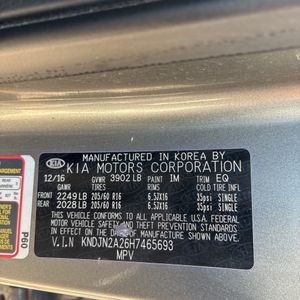 MANUFACTURED IN KOREA BY
KIA KIA MOTORS CORPORATION
12/16 GVWR 3902 LB PAINT IM TRIM EQ
GAWR TIRES RIMS COLD TIRE INFLATION
FRONT 2249 LB 205/60 R16 6.5JX16 35psi SINGLE
REAR 2028 LB 205/60 R16 6.5JX16 35psi SINGLE
THIS VEHICLE CONFORMS TO ALL APPLICABLE U.S.A. FEDERAL
MOTOR VEHICLE SAFETY AND THEFT PREVENTION STANDARDS
IN EFFECT ON THE DATE OF MANUFACTURE SHOWN ABOVE.
V.I.N KNDJN2A26H7465693
MPV
P60